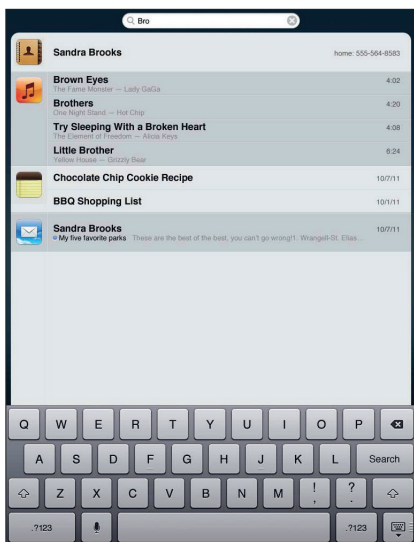 Bro
Sandra Brooks home: 555-564-8583
Brown Eyes 4:02
The Fame Monster — Lady GaGa
Brothers 4:20
One Night Stand — Hot Chip
Try Sleeping With a Broken Heart 4:08
The Element of Freedom — Alicia Keys
Little Brother 6:24
Yellow House — Grizzly Bear
Chocolate Chip Cookie Recipe 10/7/11
BBQ Shopping List 10/1/11
Sandra Brooks 10/7/11
My five favorite parks These are the best of the best, you can't go wrong!1. Wrangell-St. Elias...
Q W E R T Y U I O P
A S D F G H J K L Search
Z X C V B N M ! , ? .
.?123 .?123